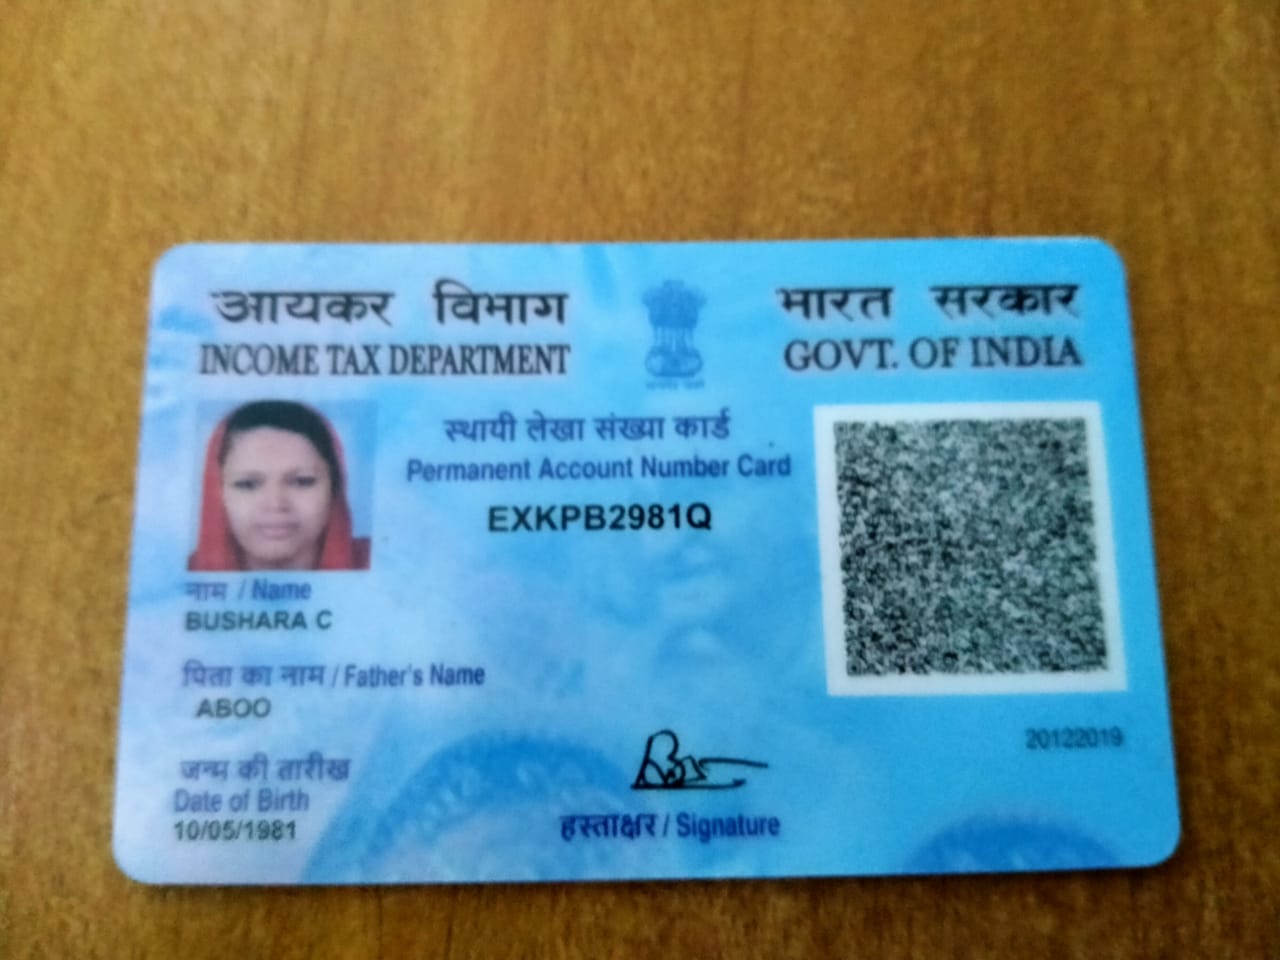 आयकर विभाग
INCOME TAX DEPARTMENT
भारत सरकार
GOVT. OF INDIA
स्थायी लेखा संख्या कार्ड
Permanent Account Number Card
EXKPB2981Q
नाम / Name
BUSHARA C
पिता का नाम / Father's Name
ABOO
जन्म की तारीख
Date of Birth
10/05/1981
हस्ताक्षर / Signature
20122019